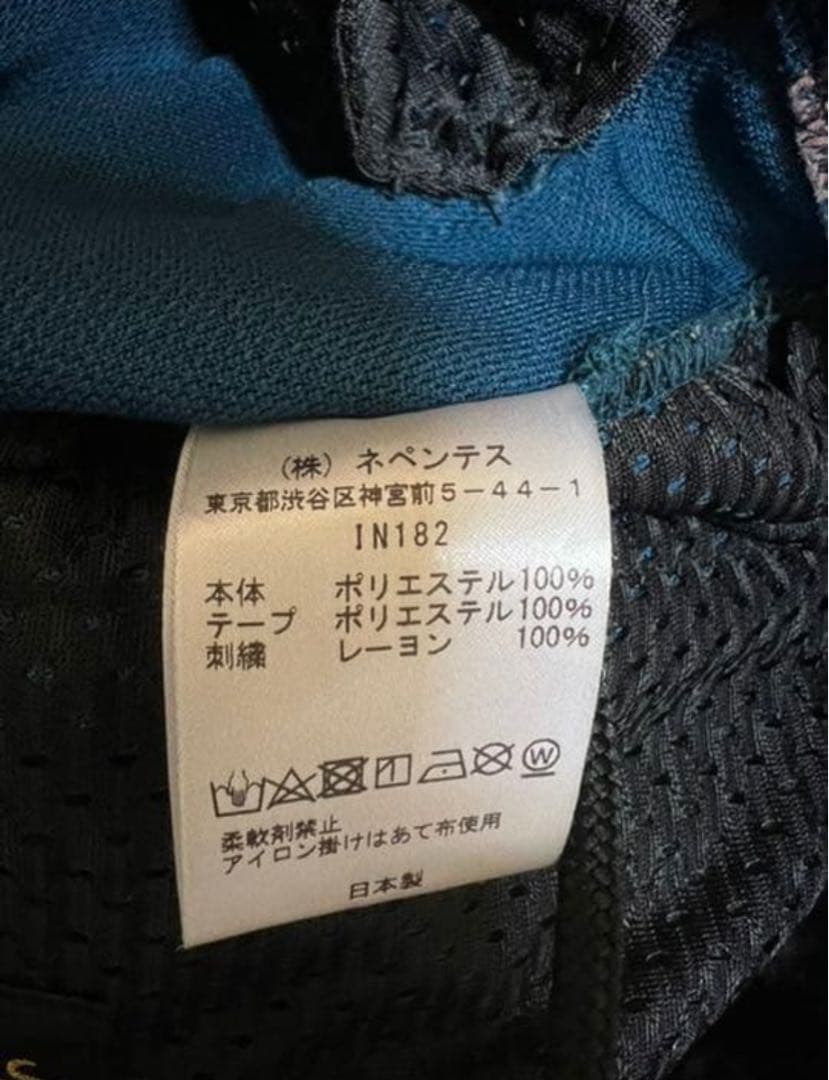 (株) ネペンテス
東京都渋谷区神宮前5-44-1
IN182
本体 ポリエステル100%
テープ ポリエステル100%
刺繍 レーヨン 100%
W
柔軟剤禁止
アイロン掛けはあて布使用
日本製